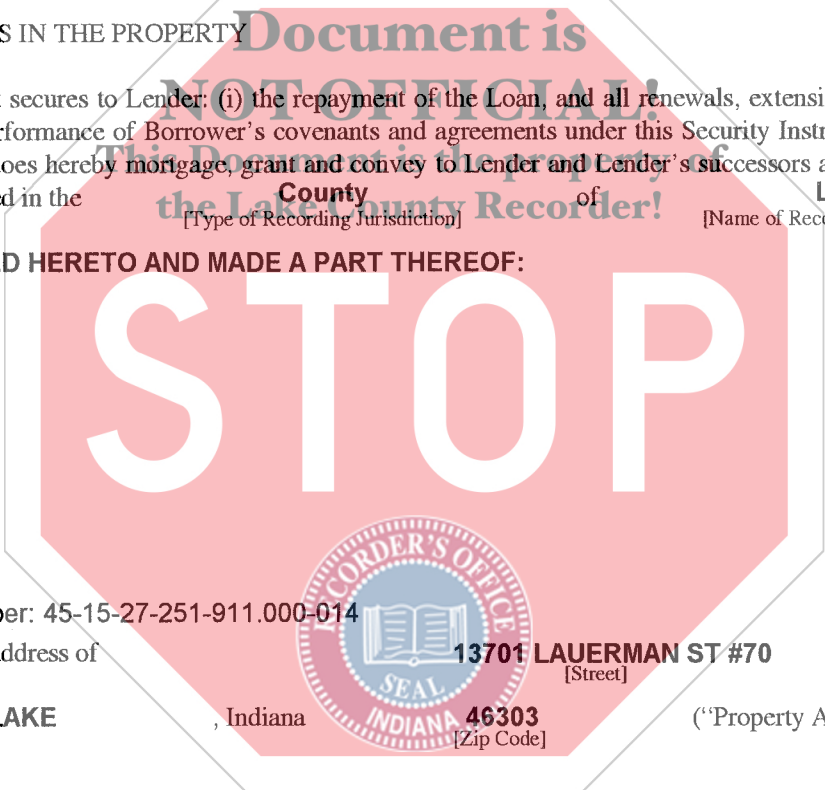 S IN THE PROPERTY
Document is
NOT OFFICIAL!
secures to Lender: (i) the repayment of the Loan, and all renewals, extensi
rformance of Borrower's covenants and agreements under this Security Instr
oes hereby mortgage, grant and convey to Lender and Lender's successors a
This Document is the property of
ed in the County of L
the Lake County Recorder!
[Type of Recording Jurisdiction] [Name of Reco
D HERETO AND MADE A PART THEREOF:
STOP
RECORDER'S OFFICE
SEAL
INDIANA
ber: 45-15-27-251-911.000-014
ddress of 13701 LAUERMAN ST #70
[Street]
LAKE , Indiana 46303 (“Property A
[Zip Code]